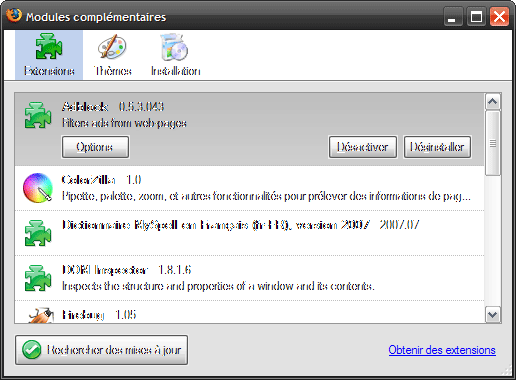 Modules complémentaires
Extensions Thèmes Installation
Adblock 0.5.3.043
Filters ads from web pages
Options Désactiver Désinstaller
ColorZilla 1.0
Pipette, palette, zoom, et autres fonctionnalités pour prélever des informations de pag...
Dictionnaire MySpell en Français (fr-FR), version 2007 2007.07
DOM Inspector 1.8.1.6
Inspects the structure and properties of a window and its contents.
Firebug 1.05
Rechercher des mises à jour Obtenir des extensions